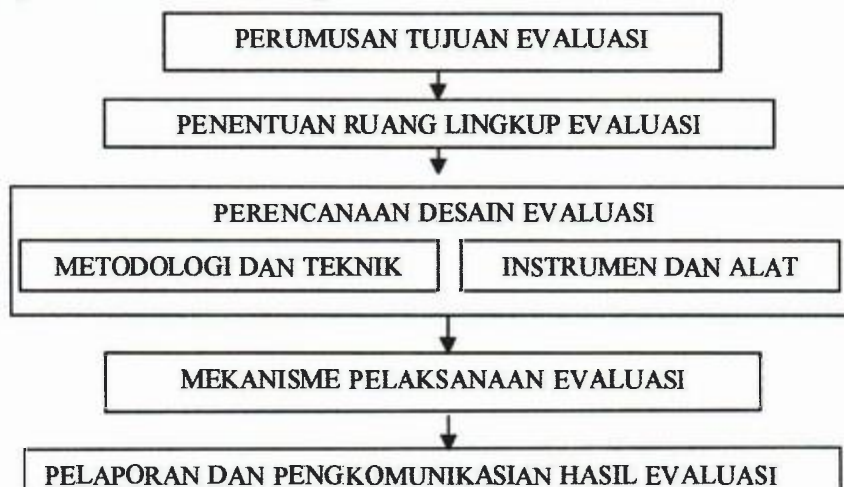 PERUMUSAN TUJUAN EVALUASI
PENENTUAN RUANG LINGKUP EVALUASI
PERENCANAAN DESAIN EVALUASI
METODOLOGI DAN TEKNIK
INSTRUMEN DAN ALAT
MEKANISME PELAKSANAAN EVALUASI
PELAPORAN DAN PENGKOMUNIKASIAN HASIL EVALUASI